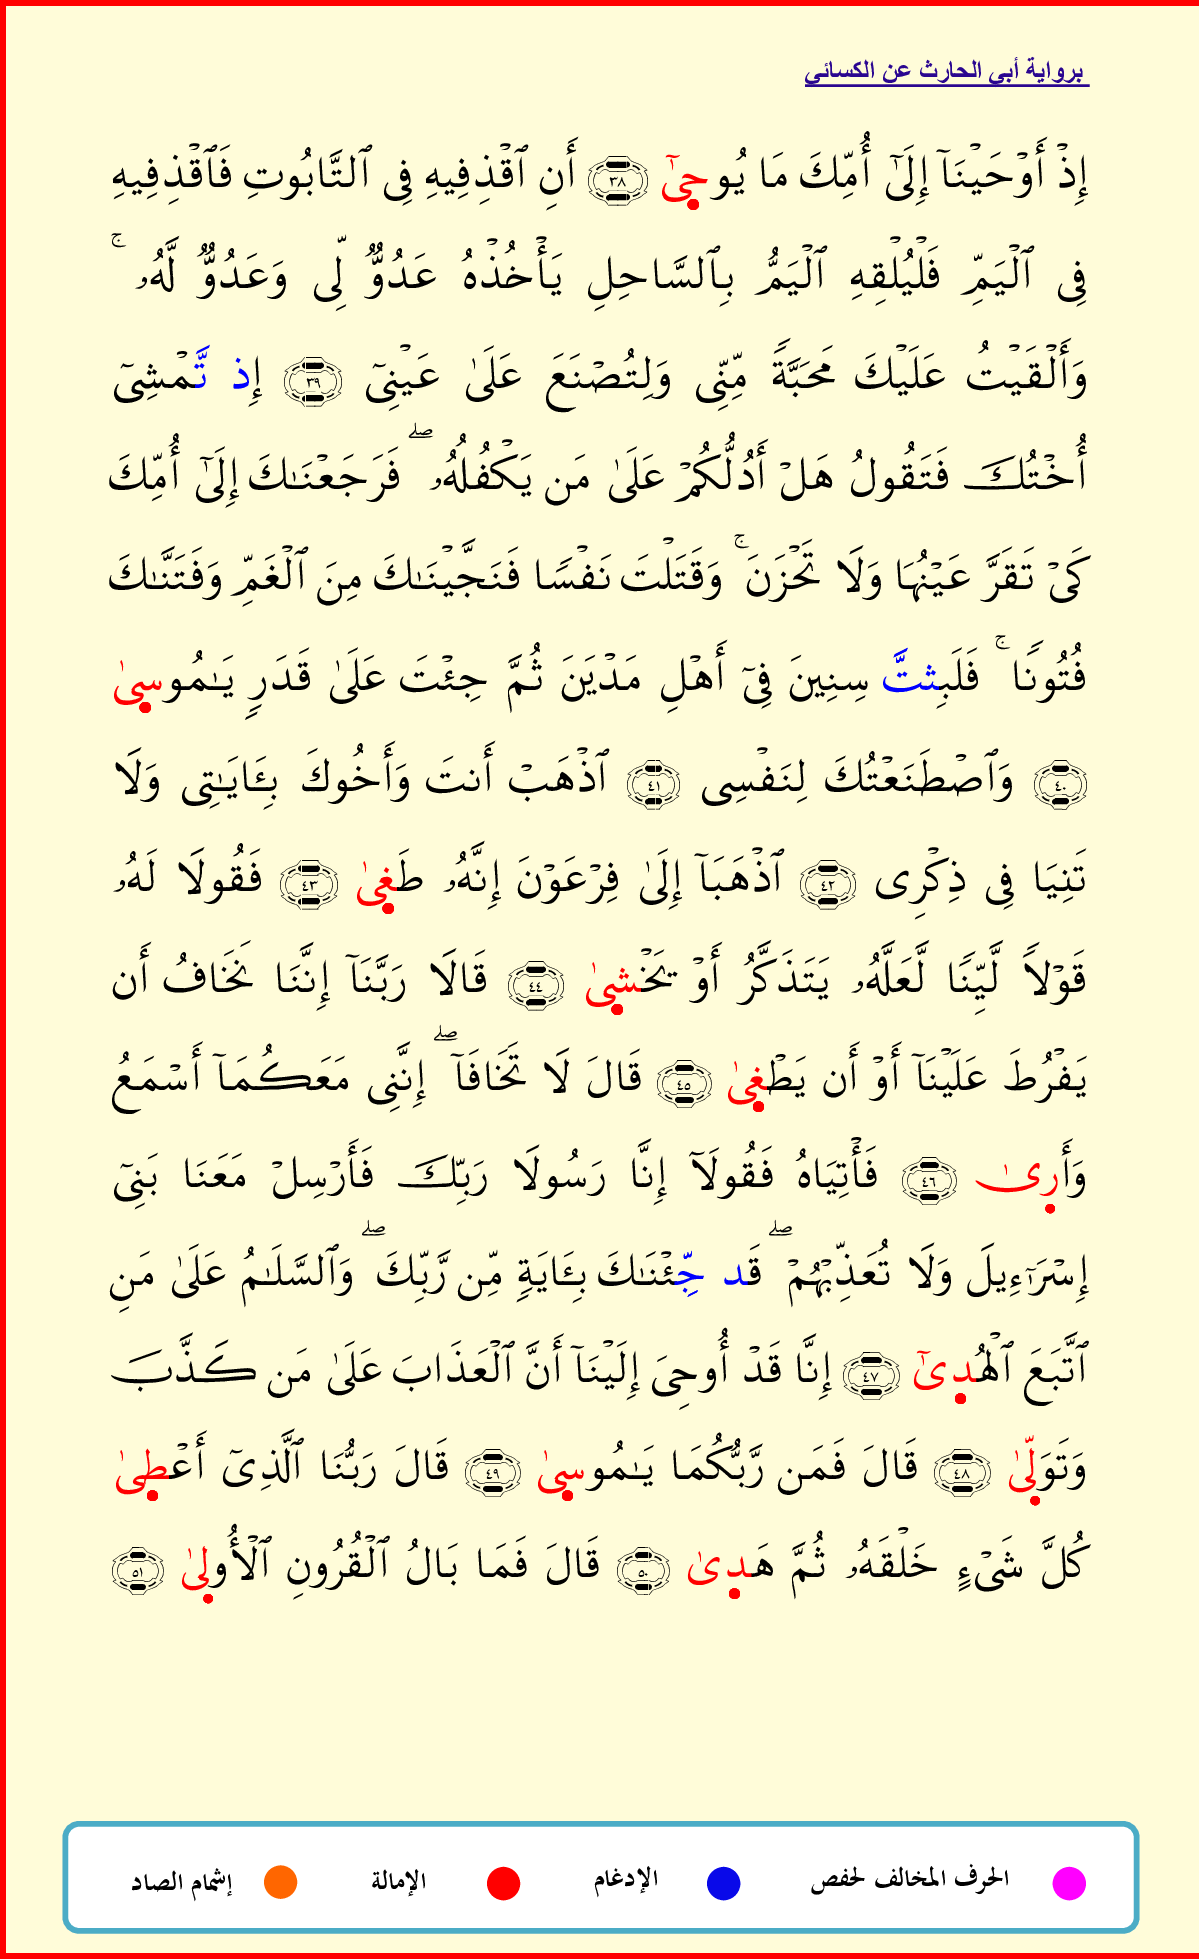 برواية أبي الحارث عن الكسائي
إِذْ أَوْحَيْنَآ إِلَىٰٓ أُمِّكَ مَا يُوحِىٰٓ ٣٨ أَنِ ٱقْذِفِيهِ فِى ٱلتَّابُوتِ فَٱقْذِفِيهِ
فِى ٱلْيَمِّ فَلْيُلْقِهِ ٱلْيَمُّ بِٱلسَّاحِلِ يَأْخُذْهُ عَدُوٌّ لِّى وَعَدُوٌّ لَّهُۥ ۚ
وَأَلْقَيْتُ عَلَيْكَ مَحَبَّةً مِّنِّى وَلِتُصْنَعَ عَلَىٰ عَيْنِىٓ ٣٩ إِذ تَّمْشِىٓ
أُخْتُكَ فَتَقُولُ هَلْ أَدُلُّكُمْ عَلَىٰ مَن يَكْفُلُهُۥ ۖ فَرَجَعْنَـٰكَ إِلَىٰٓ أُمِّكَ
كَىْ تَقَرَّ عَيْنُهَا وَلَا تَحْزَنَ ۚ وَقَتَلْتَ نَفْسًا فَنَجَّيْنَـٰكَ مِنَ ٱلْغَمِّ وَفَتَنَّـٰكَ
فُتُونًا ۚ فَلَبِثتَّ سِنِينَ فِىٓ أَهْلِ مَدْيَنَ ثُمَّ جِئْتَ عَلَىٰ قَدَرٍ يَـٰمُوسِىٰ
٤٠ وَٱصْطَنَعْتُكَ لِنَفْسِى ٤١ ٱذْهَبْ أَنتَ وَأَخُوكَ بِـَٔايَـٰتِى وَلَا
تَنِيَا فِى ذِكْرِى ٤٢ ٱذْهَبَآ إِلَىٰ فِرْعَوْنَ إِنَّهُۥ طَغِىٰ ٤٣ فَقُولَا لَهُۥ
قَوْلًا لَّيِّنًا لَّعَلَّهُۥ يَتَذَكَّرُ أَوْ يَخْشِىٰ ٤٤ قَالَا رَبَّنَآ إِنَّنَا نَخَافُ أَن
يَفْرُطَ عَلَيْنَآ أَوْ أَن يَطْغِىٰ ٤٥ قَالَ لَا تَخَافَآ ۖ إِنَّنِى مَعَكُمَآ أَسْمَعُ
وَأَرِىٰ ٤٦ فَأْتِيَاهُ فَقُولَآ إِنَّا رَسُولَا رَبِّكَ فَأَرْسِلْ مَعَنَا بَنِىٓ
إِسْرَٰٓءِيلَ وَلَا تُعَذِّبْهُمْ ۖ قَد جِّئْنَـٰكَ بِـَٔايَةٍ مِّن رَّبِّكَ ۖ وَٱلسَّلَـٰمُ عَلَىٰ مَنِ
ٱتَّبَعَ ٱلْهُدِىٰٓ ٤٧ إِنَّا قَدْ أُوحِىَ إِلَيْنَآ أَنَّ ٱلْعَذَابَ عَلَىٰ مَن كَذَّبَ
وَتَوَلِّىٰ ٤٨ قَالَ فَمَن رَّبُّكُمَا يَـٰمُوسِىٰ ٤٩ قَالَ رَبُّنَا ٱلَّذِىٓ أَعْطِىٰ
كُلَّ شَىْءٍ خَلْقَهُۥ ثُمَّ هَدِىٰ ٥٠ قَالَ فَمَا بَالُ ٱلْقُرُونِ ٱلْأُولِىٰ ٥١
الحرف المخالف لحفص الإدغام الإمالة إشمام الصاد